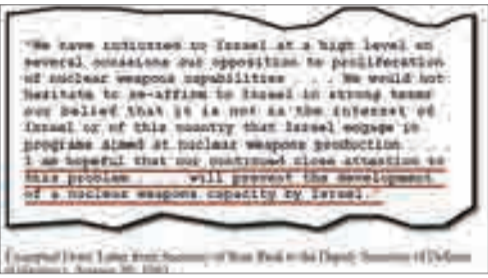 "We have indicated to Israel at a high level on
several occasions our opposition to proliferation
of nuclear weapons capabilities . . . We would not
hesitate to re-affirm to Israel in strong terms
our belief that it is not in the interest of
Israel or of this country that Israel engage in
programs aimed at nuclear weapons production . .
I am hopeful that our continued close attention to
this problem . . . will prevent the development
of a nuclear weapons capacity by Israel."
Excerpted from Letter from Secretary of State Rusk to the Deputy Secretary of Defense